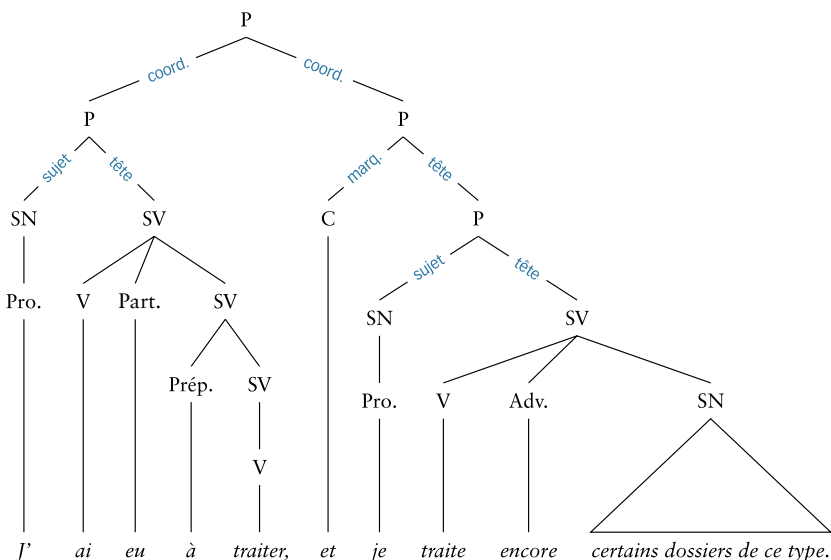 P
coord. coord.
P P
sujet tête marq. tête
SN SV C P
sujet tête
Pro. V Part. SV SN SV
Prép. SV Pro. V Adv. SN
V
J’ ai eu à traiter, et je traite encore certains dossiers de ce type.